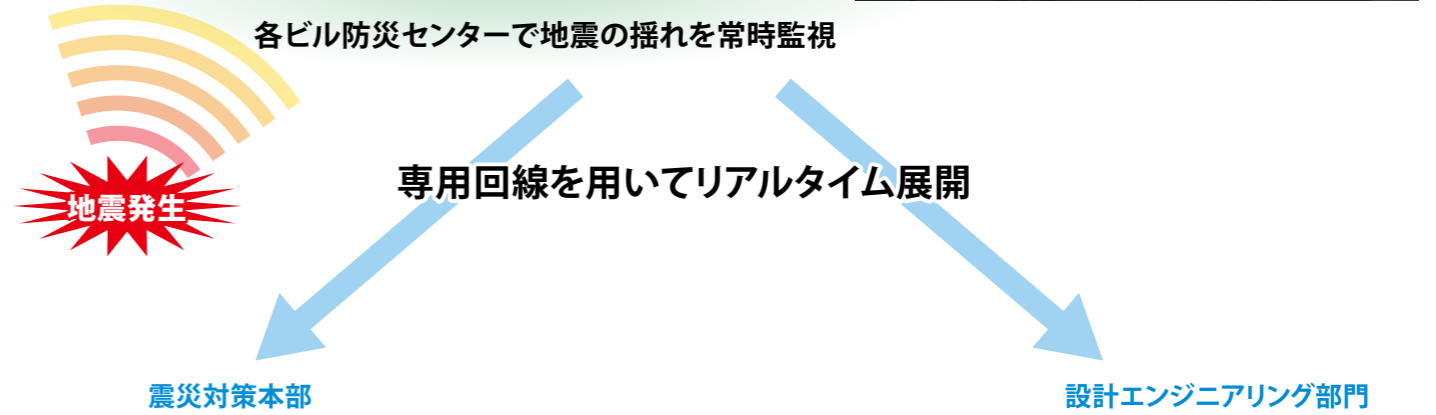 各ビル防災センターで地震の揺れを常時監視
専用回線を用いてリアルタイム展開
地震発生
震災対策本部
設計エンジニアリング部門